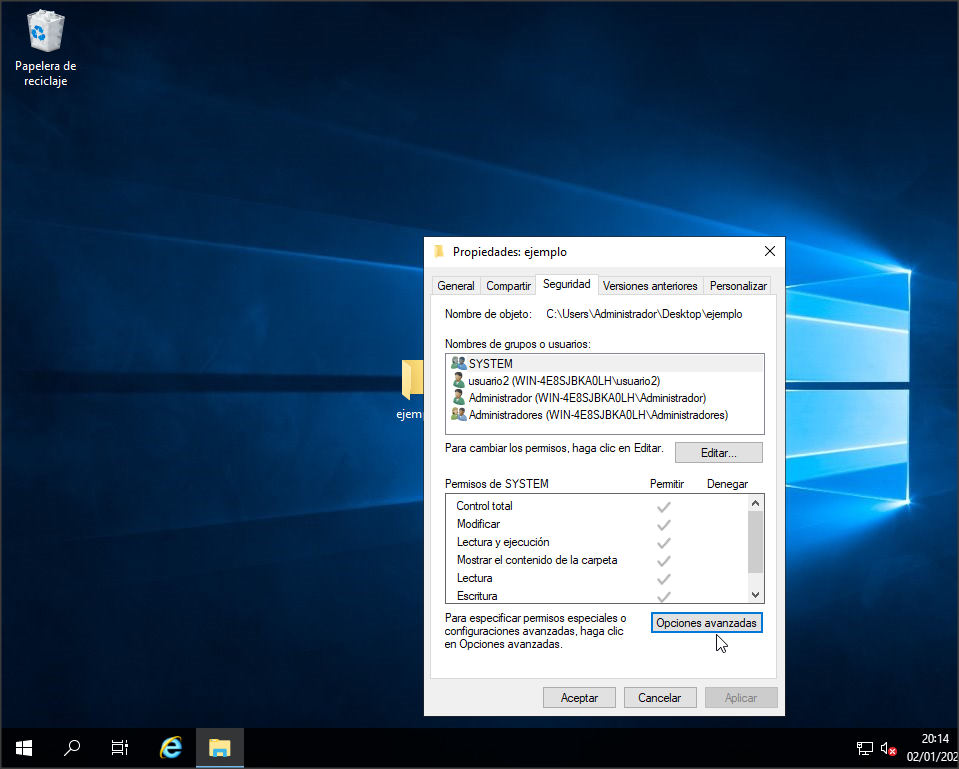 Papelera de
reciclaje
Propiedades: ejemplo
General Compartir Seguridad Versiones anteriores Personalizar
Nombre de objeto: C:\Users\Administrador\Desktop\ejemplo
Nombres de grupos o usuarios:
SYSTEM
usuario2 (WIN-4E8SJBKA0LH\usuario2)
Administrador (WIN-4E8SJBKA0LH\Administrador)
Administradores (WIN-4E8SJBKA0LH\Administradores)
Para cambiar los permisos, haga clic en Editar. Editar...
Permisos de SYSTEM Permitir Denegar
Control total
Modificar
Lectura y ejecución
Mostrar el contenido de la carpeta
Lectura
Escritura
Para especificar permisos especiales o
configuraciones avanzadas, haga clic
en Opciones avanzadas.
Opciones avanzadas
Aceptar Cancelar Aplicar
ejem
20:14
02/01/202